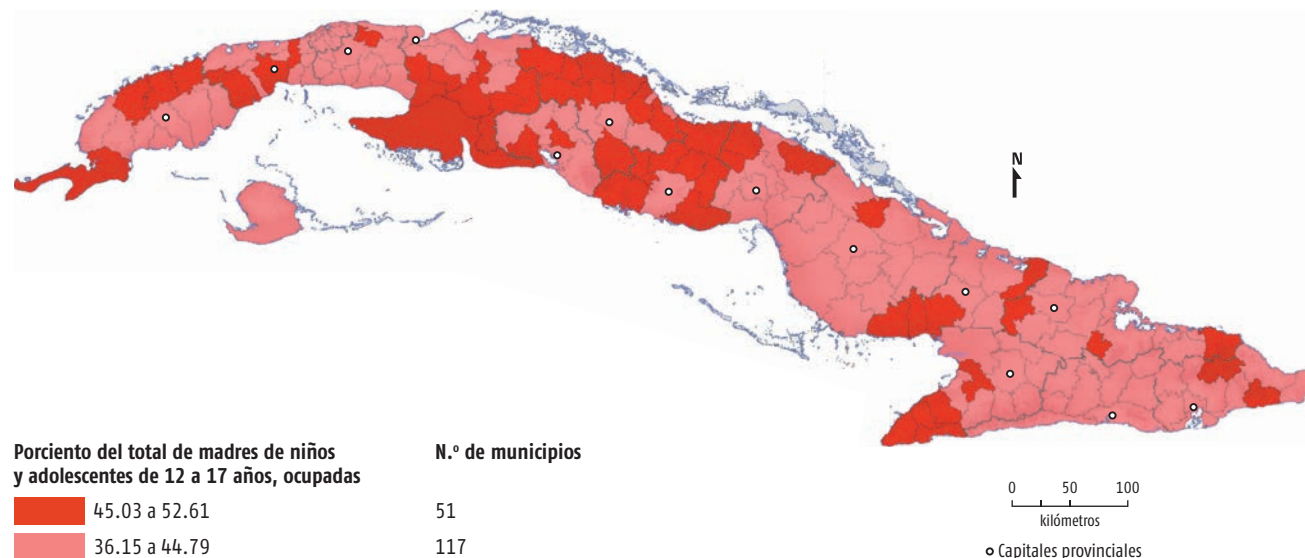 N
Porciento del total de madres de niños
y adolescentes de 12 a 17 años, ocupadas
N.º de municipios
45.03 a 52.61 51
36.15 a 44.79 117
0 50 100
kilómetros
Capitales provinciales